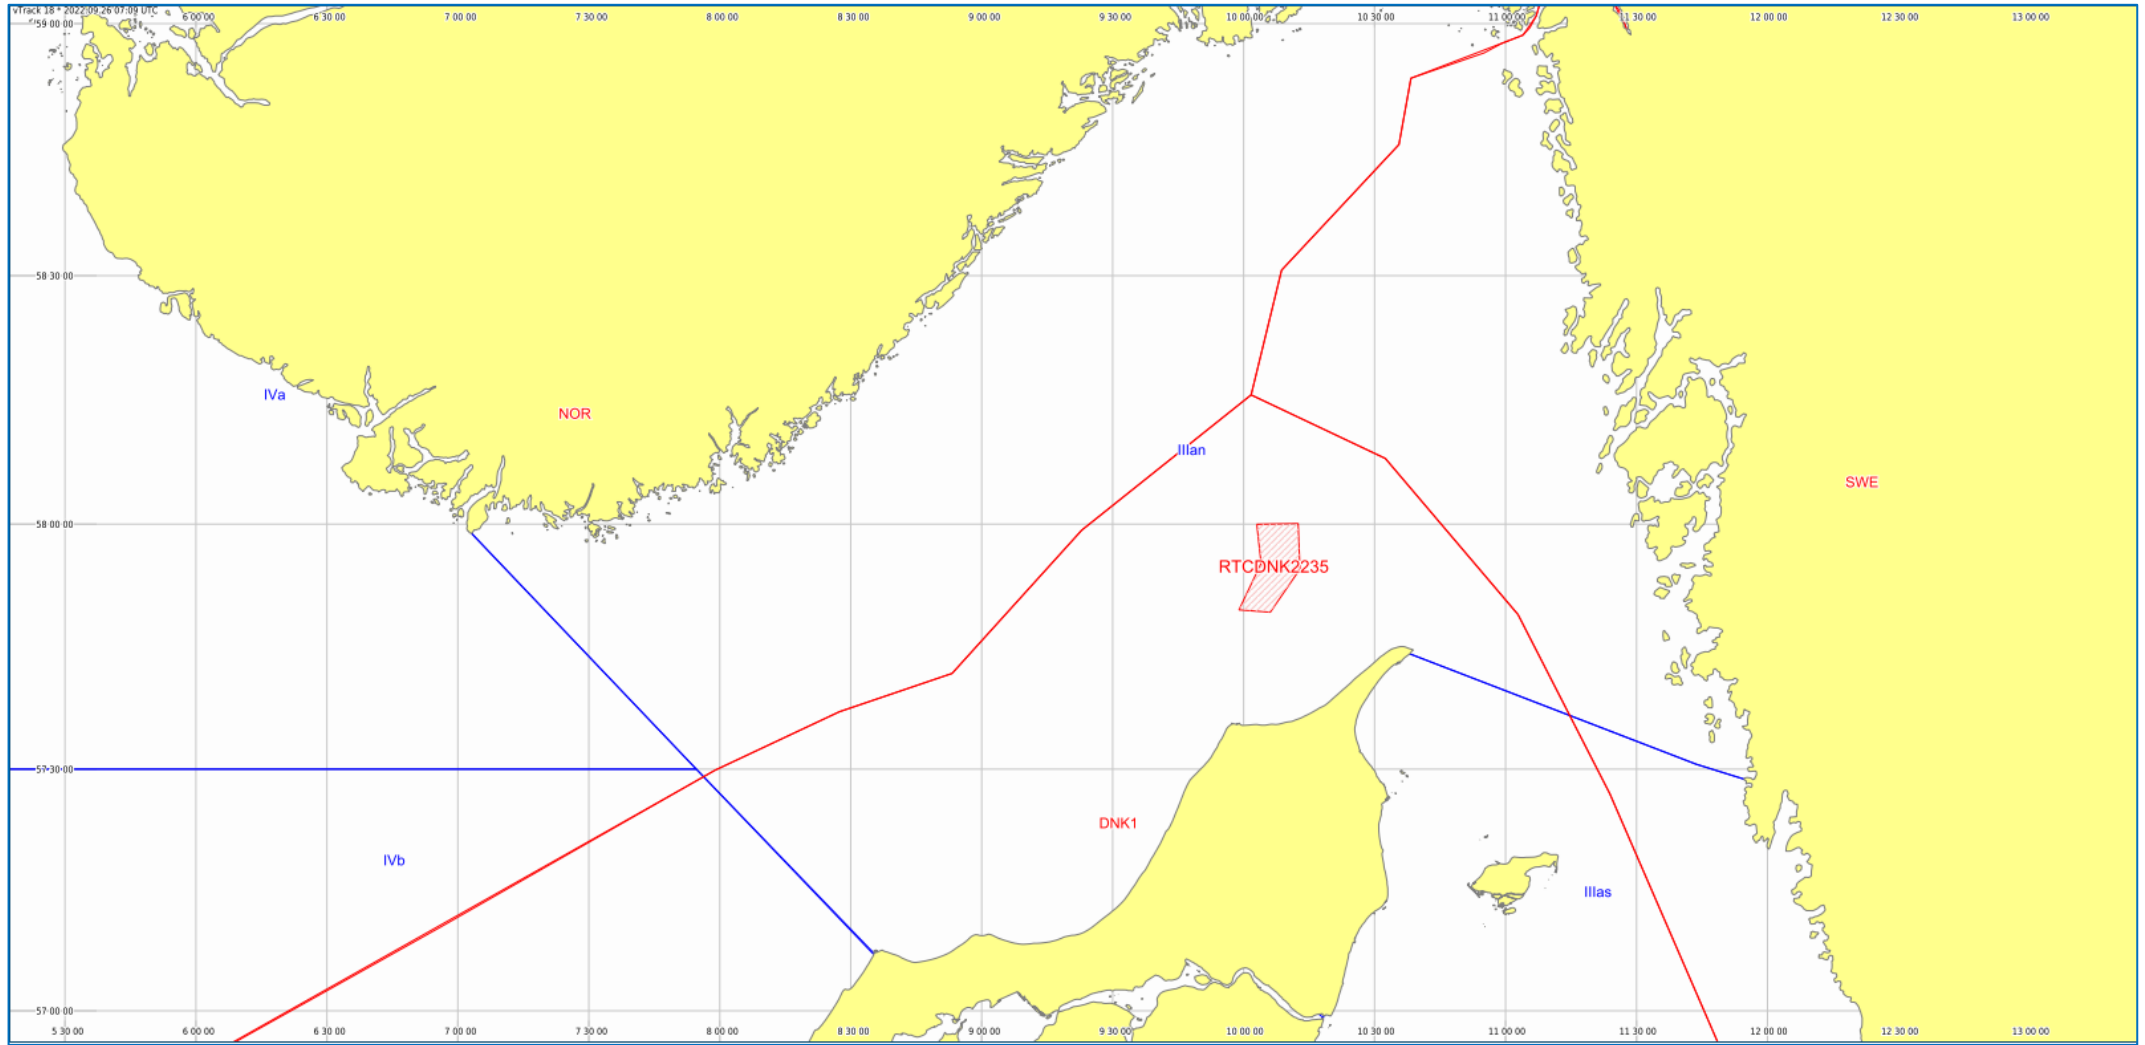 vTrack 18 * 2022 09 26 07:09 UTC
59 00 00
6 00 00
6 30 00
7 00 00
7 30 00
8 00 00
8 30 00
9 00 00
9 30 00
10 00 00
10 30 00
11 00 00
11 30 00
12 00 00
12 30 00
13 00 00
58 30 00
IVa
NOR
IIIan
SWE
58 00 00
RTCDNK2235
57 30 00
DNK1
IVb
IIIas
57 00 00
5 30 00
6 00 00
6 30 00
7 00 00
7 30 00
8 00 00
8 30 00
9 00 00
9 30 00
10 00 00
10 30 00
11 00 00
11 30 00
12 00 00
12 30 00
13 00 00